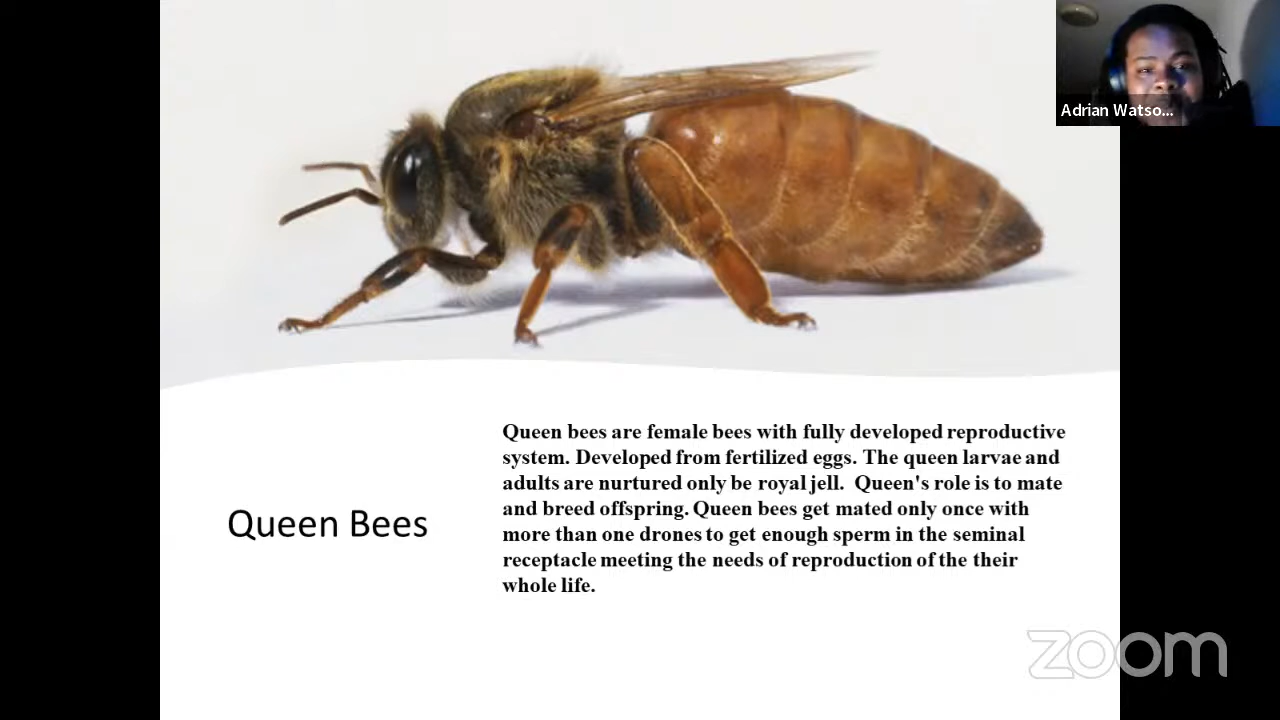 Adrian Watso...
Queen bees are female bees with fully developed reproductive
system. Developed from fertilized eggs. The queen larvae and
adults are nurtured only be royal jell.  Queen's role is to mate
and breed offspring. Queen bees get mated only once with
more than one drones to get enough sperm in the seminal
receptacle meeting the needs of reproduction of the their
whole life.
Queen Bees
zoom